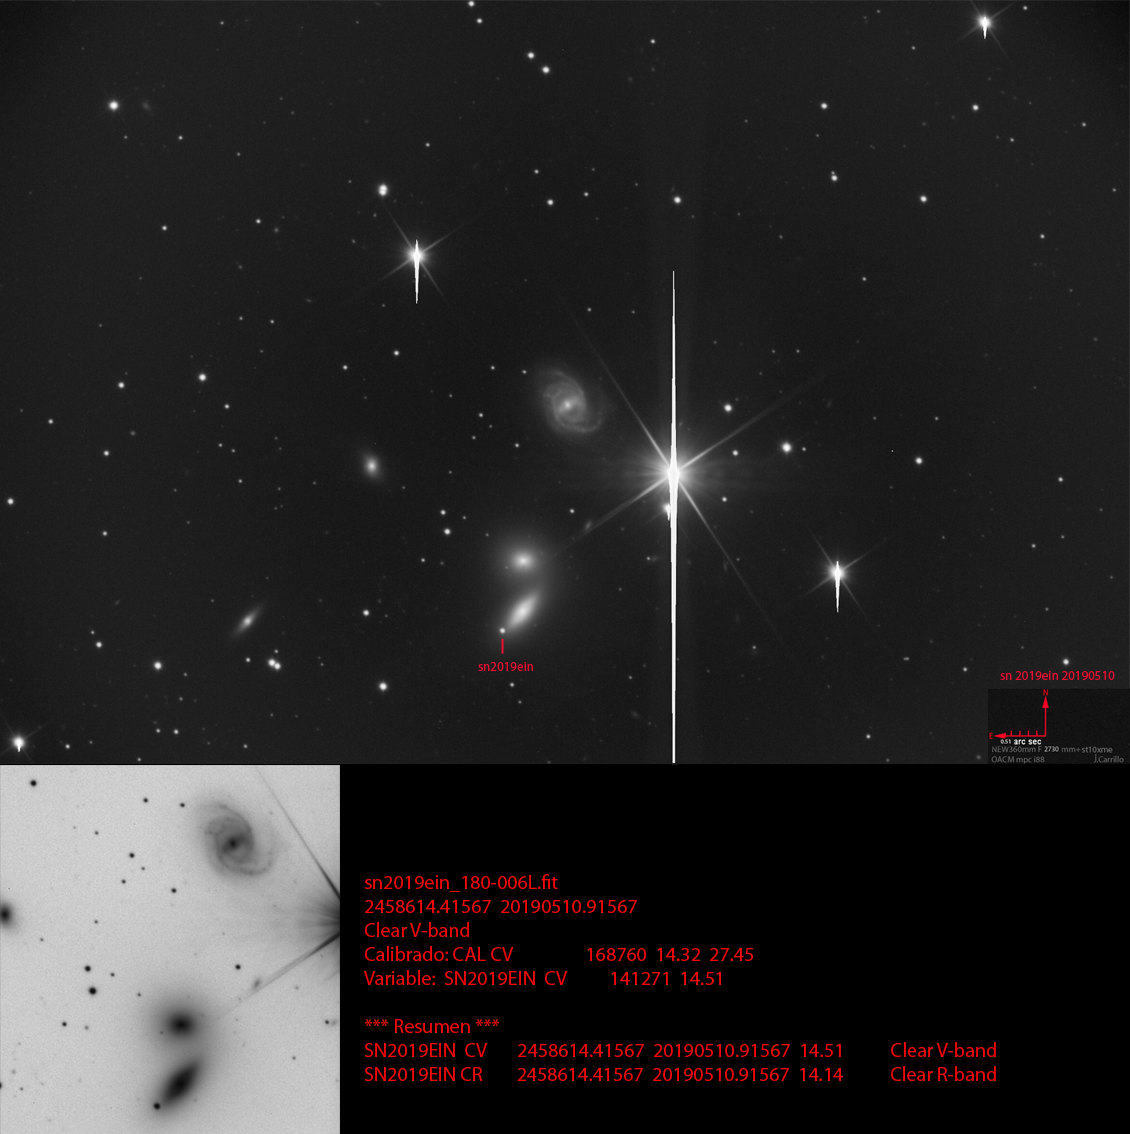 sn2019ein
sn 2019ein 20190510
N
E
0.51 arc sec
NEW360mm F 2730 mm+st10xme
OACM mpc i88 J.Carrillo
sn2019ein_180-006L.fit
2458614.41567 20190510.91567
Clear V-band
Calibrado: CAL CV 168760 14.32 27.45
Variable: SN2019EIN CV 141271 14.51
*** Resumen ***
SN2019EIN CV 2458614.41567 20190510.91567 14.51 Clear V-band
SN2019EIN CR 2458614.41567 20190510.91567 14.14 Clear R-band